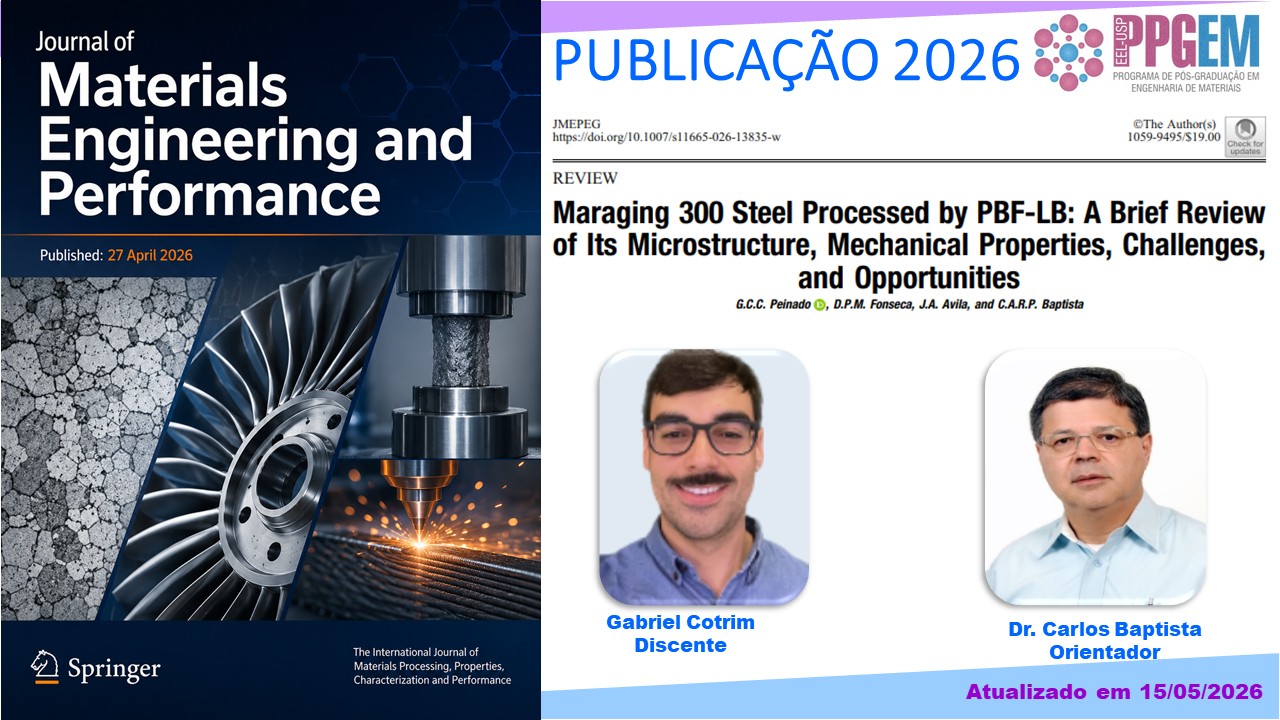 Journal of
Materials
Engineering and
Performance
Published: 27 April 2026
Springer
The International Journal of
Materials Processing, Properties,
Characterization and Performance
PUBLICAÇÃO 2026
EEL-USP
PPGEM
PROGRAMA DE PÓS-GRADUAÇÃO EM
ENGENHARIA DE MATERIAIS
JMEPEG
https://doi.org/10.1007/s11665-026-13835-w
©The Author(s)
1059-9495/$19.00
Check for
updates
REVIEW
Maraging 300 Steel Processed by PBF-LB: A Brief Review
of Its Microstructure, Mechanical Properties, Challenges,
and Opportunities
G.C.C. Peinado iD, D.P.M. Fonseca, J.A. Avila, and C.A.R.P. Baptista
Gabriel Cotrim
Discente
Dr. Carlos Baptista
Orientador
Atualizado em 15/05/2026